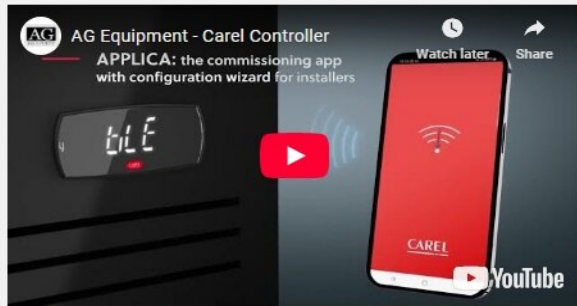 AG
AG Equipment - Carel Controller
Watch later
Share
APPLICA: the commissioning app
with configuration wizard for installers
bLE
CAREL
YouTube